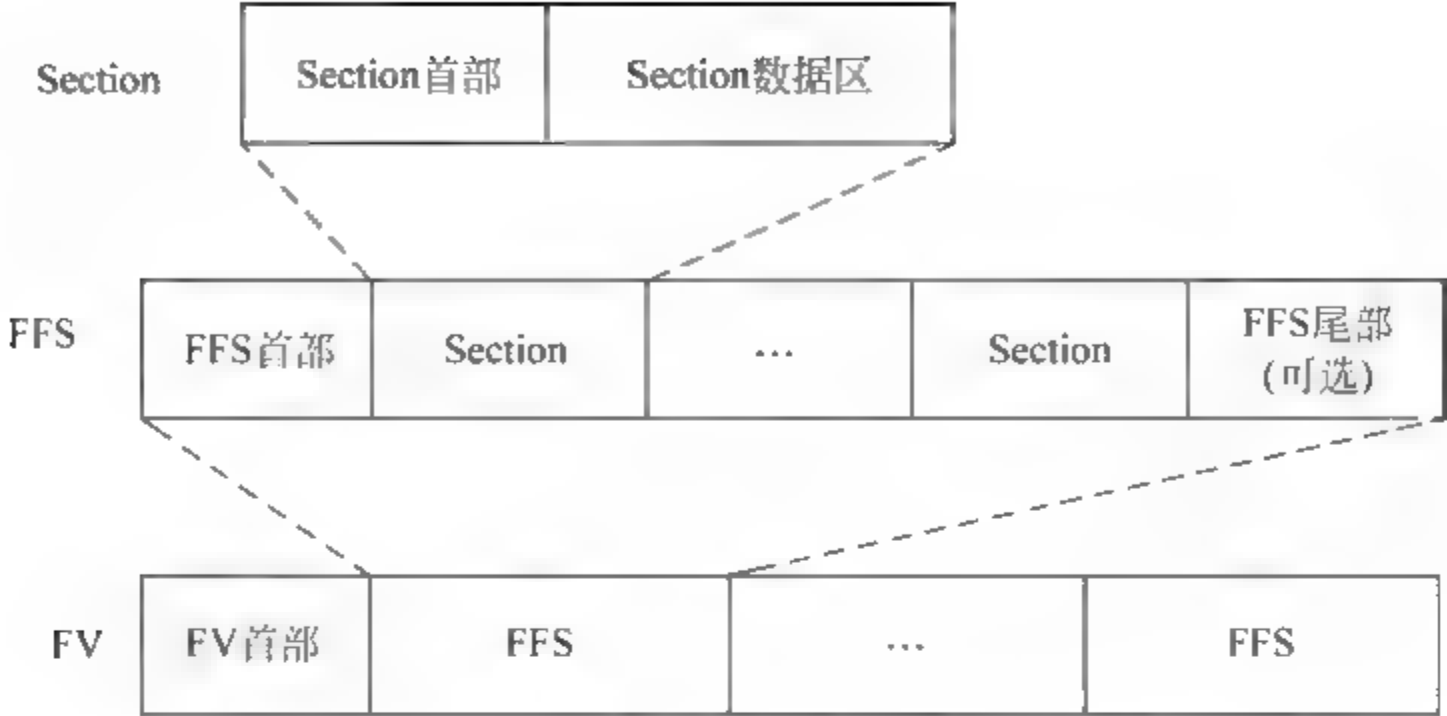 Section
Section首部
Section数据区
FFS
FFS首部
Section
...
Section
FFS尾部
(可选)
FV
FV首部
FFS
...
FFS